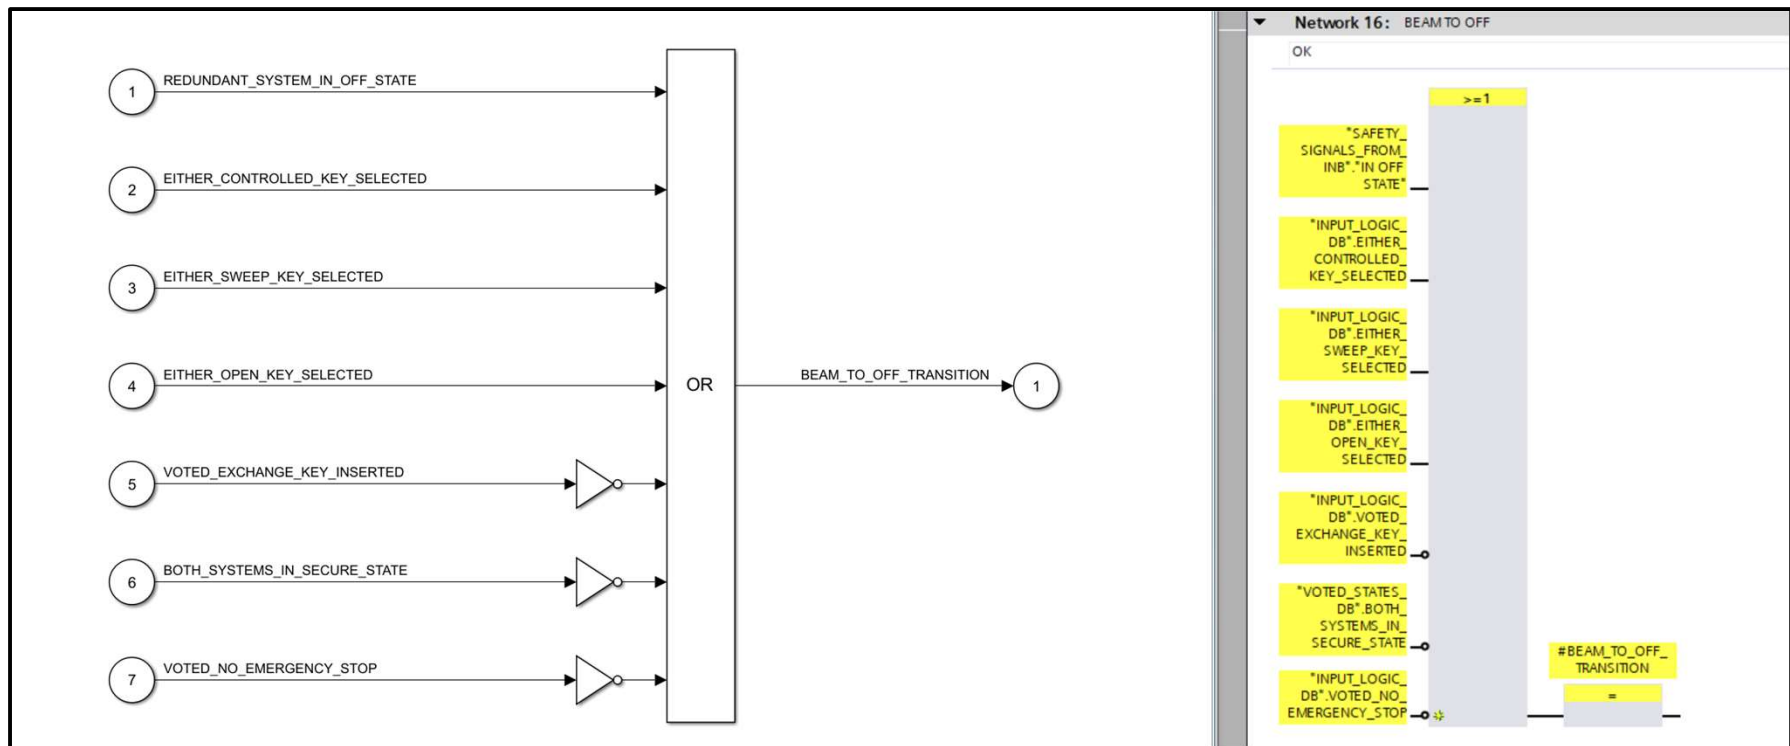 REDUNDANT_SYSTEM_IN_OFF_STATE
1
EITHER_CONTROLLED_KEY_SELECTED
2
EITHER_SWEEP_KEY_SELECTED
3
EITHER_OPEN_KEY_SELECTED
4
OR
BEAM_TO_OFF_TRANSITION
1
VOTED_EXCHANGE_KEY_INSERTED
5
BOTH_SYSTEMS_IN_SECURE_STATE
6
VOTED_NO_EMERGENCY_STOP
7
Network 16: BEAM TO OFF
OK
>=1
"SAFETY_
SIGNALS_FROM_
INB"."IN OFF
STATE"
"INPUT_LOGIC_
DB".EITHER_
CONTROLLED_
KEY_SELECTED
"INPUT_LOGIC_
DB".EITHER_
SWEEP_KEY_
SELECTED
"INPUT_LOGIC_
DB".EITHER_
OPEN_KEY_
SELECTED
"INPUT_LOGIC_
DB".VOTED_
EXCHANGE_KEY_
INSERTED
"VOTED_STATES_
DB".BOTH_
SYSTEMS_IN_
SECURE_STATE
"INPUT_LOGIC_
DB".VOTED_NO_
EMERGENCY_STOP
#BEAM_TO_OFF_
TRANSITION
=